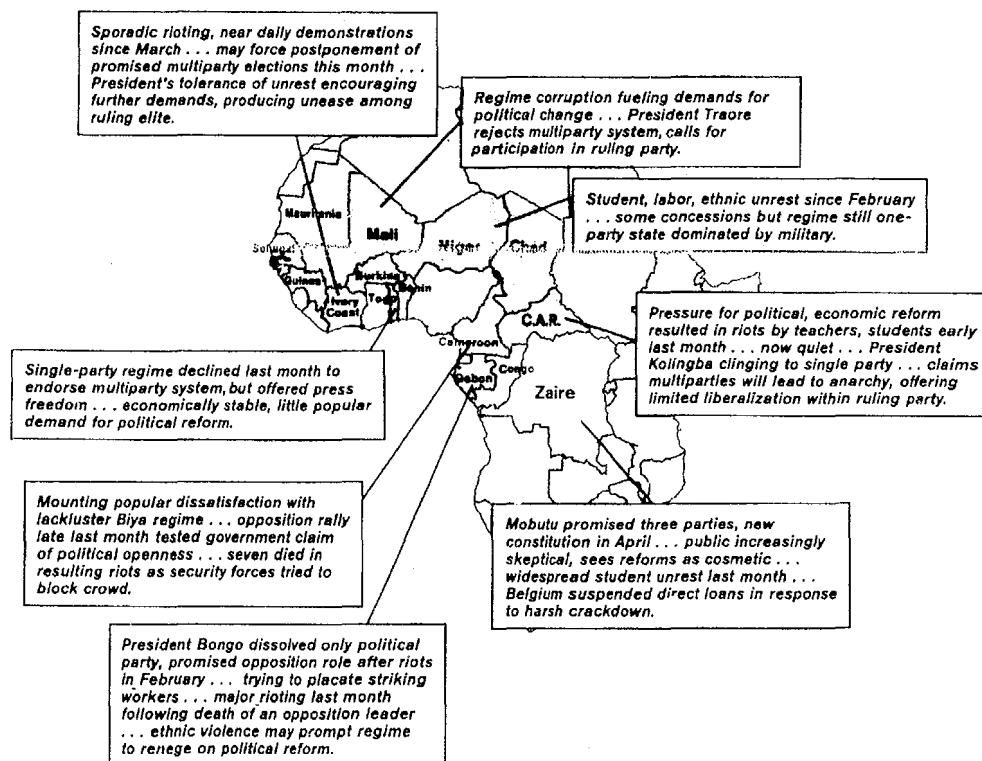 Sporadic rioting, near daily demonstrations
since March . . . may force postponement of
promised multiparty elections this month . . .
President's tolerance of unrest encouraging
further demands, producing unease among
ruling elite.
Regime corruption fueling demands for
political change . . . President Traore
rejects multiparty system, calls for
participation in ruling party.
Student, labor, ethnic unrest since February
. . . some concessions but regime still one-
party state dominated by military.
Mauritania
Mali
Niger
Chad
Senegal
Guinea
Burkina
Benin
Togo
Ivory
Coast
C.A.R.
Cameroon
Gabon
Congo
Zaire
Pressure for political, economic reform
resulted in riots by teachers, students early
last month . . . now quiet . . . President
Kolingba clinging to single party . . . claims
multiparties will lead to anarchy, offering
limited liberalization within ruling party.
Single-party regime declined last month to
endorse multiparty system, but offered press
freedom . . . economically stable, little popular
demand for political reform.
Mounting popular dissatisfaction with
lackluster Biya regime . . . opposition rally
late last month tested government claim
of political openness . . . seven died in
resulting riots as security forces tried to
block crowd.
Mobutu promised three parties, new
constitution in April . . . public increasingly
skeptical, sees reforms as cosmetic . . .
widespread student unrest last month . . .
Belgium suspended direct loans in response
to harsh crackdown.
President Bongo dissolved only political
party, promised opposition role after riots
in February . . . trying to placate striking
workers . . . major rioting last month
following death of an opposition leader
. . . ethnic violence may prompt regime
to renege on political reform.